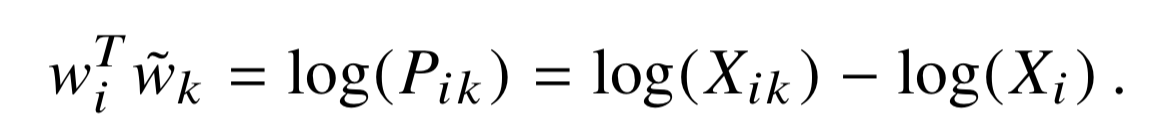 $w_i^T \tilde{w}_k = \log(P_{ik}) = \log(X_{ik}) - \log(X_i) \, .$